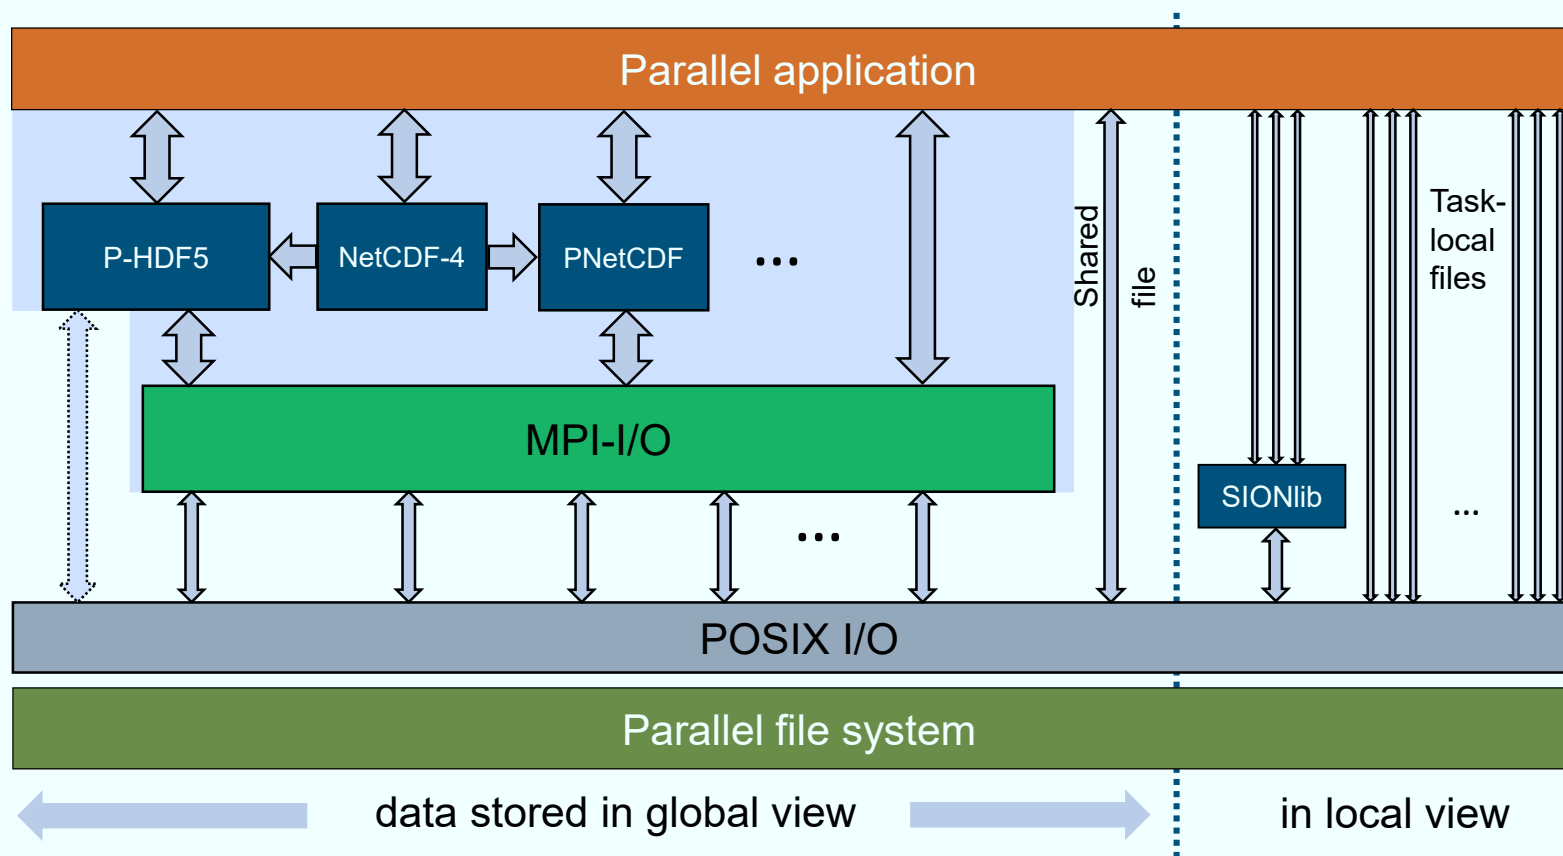 Parallel application
P-HDF5
NetCDF-4
PNetCDF
...
Shared
file
Task-
local
files
MPI-I/O
SIONlib
...
...
POSIX I/O
Parallel file system
data stored in global view
in local view